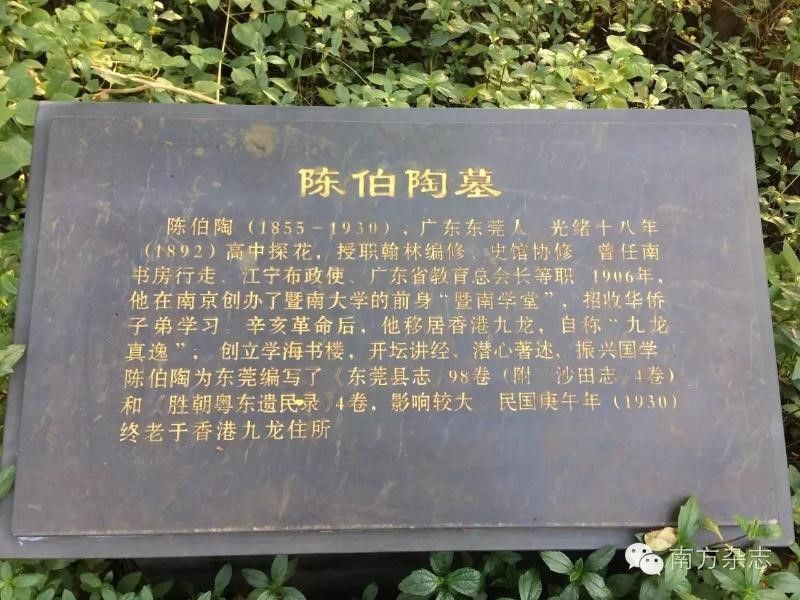 陈伯陶墓
陈伯陶(1855-1930),广东东莞人 光绪十八年
(1892)高中探花,授职翰林编修、史馆协修 曾任南
书房行走、江宁布政使、广东省教育总会长等职 1906年,
他在南京创办了暨南大学的前身“暨南学堂”,招收华侨
子弟学习 辛亥革命后,他移居香港九龙,自称“九龙
真逸”,创立学海书楼,开坛讲经、潜心著述、振兴国学
陈伯陶为东莞编写了《东莞县志》98卷(附 沙田志》4卷)
和《胜朝粤东遗民录》4卷,影响较大 民国庚午年(1930)
终老于香港九龙住所
南方杂志